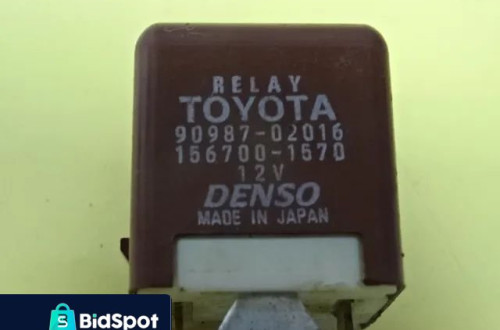 RELAY
TOYOTA
90987-02016
156700-1570
12V
DENSO
MADE IN JAPAN
S
BidSpot